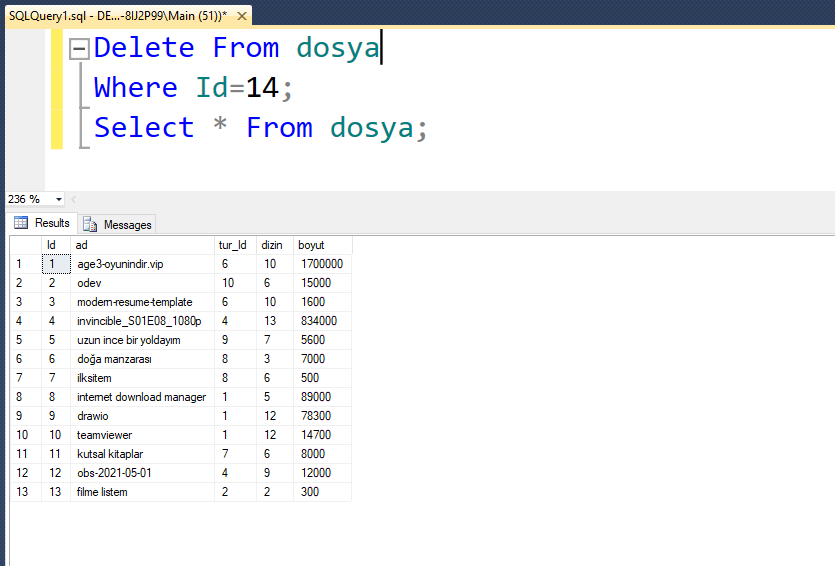 SQLQuery1.sql - DE...-8IJ2P99\Main (51))*
Delete From dosya
Where Id=14;
Select * From dosya;
236 %
Results Messages
Id ad tur_Id dizin boyut
1 1 age3-oyunindir.vip 6 10 1700000
2 2 odev 10 6 15000
3 3 modern-resume-template 6 10 1600
4 4 invincible_S01E08_1080p 4 13 834000
5 5 uzun ince bir yoldayım 9 7 5600
6 6 doğa manzarası 8 3 7000
7 7 ilksitem 8 6 500
8 8 internet download manager 1 5 89000
9 9 drawio 1 12 78300
10 10 teamviewer 1 12 14700
11 11 kutsal kitaplar 7 6 8000
12 12 obs-2021-05-01 4 9 12000
13 13 filme listem 2 2 300